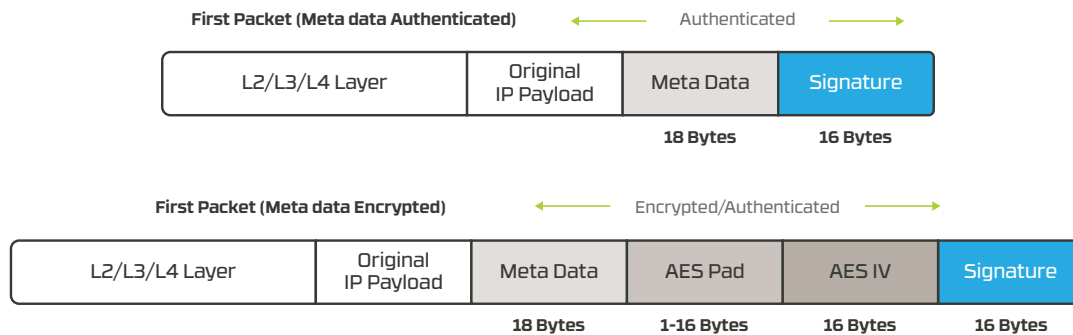 First Packet (Meta data Authenticated)
Authenticated
L2/L3/L4 Layer
Original
IP Payload
Meta Data
Signature
18 Bytes
16 Bytes
First Packet (Meta data Encrypted)
Encrypted/Authenticated
L2/L3/L4 Layer
Original
IP Payload
Meta Data
AES Pad
AES IV
Signature
18 Bytes
1-16 Bytes
16 Bytes
16 Bytes